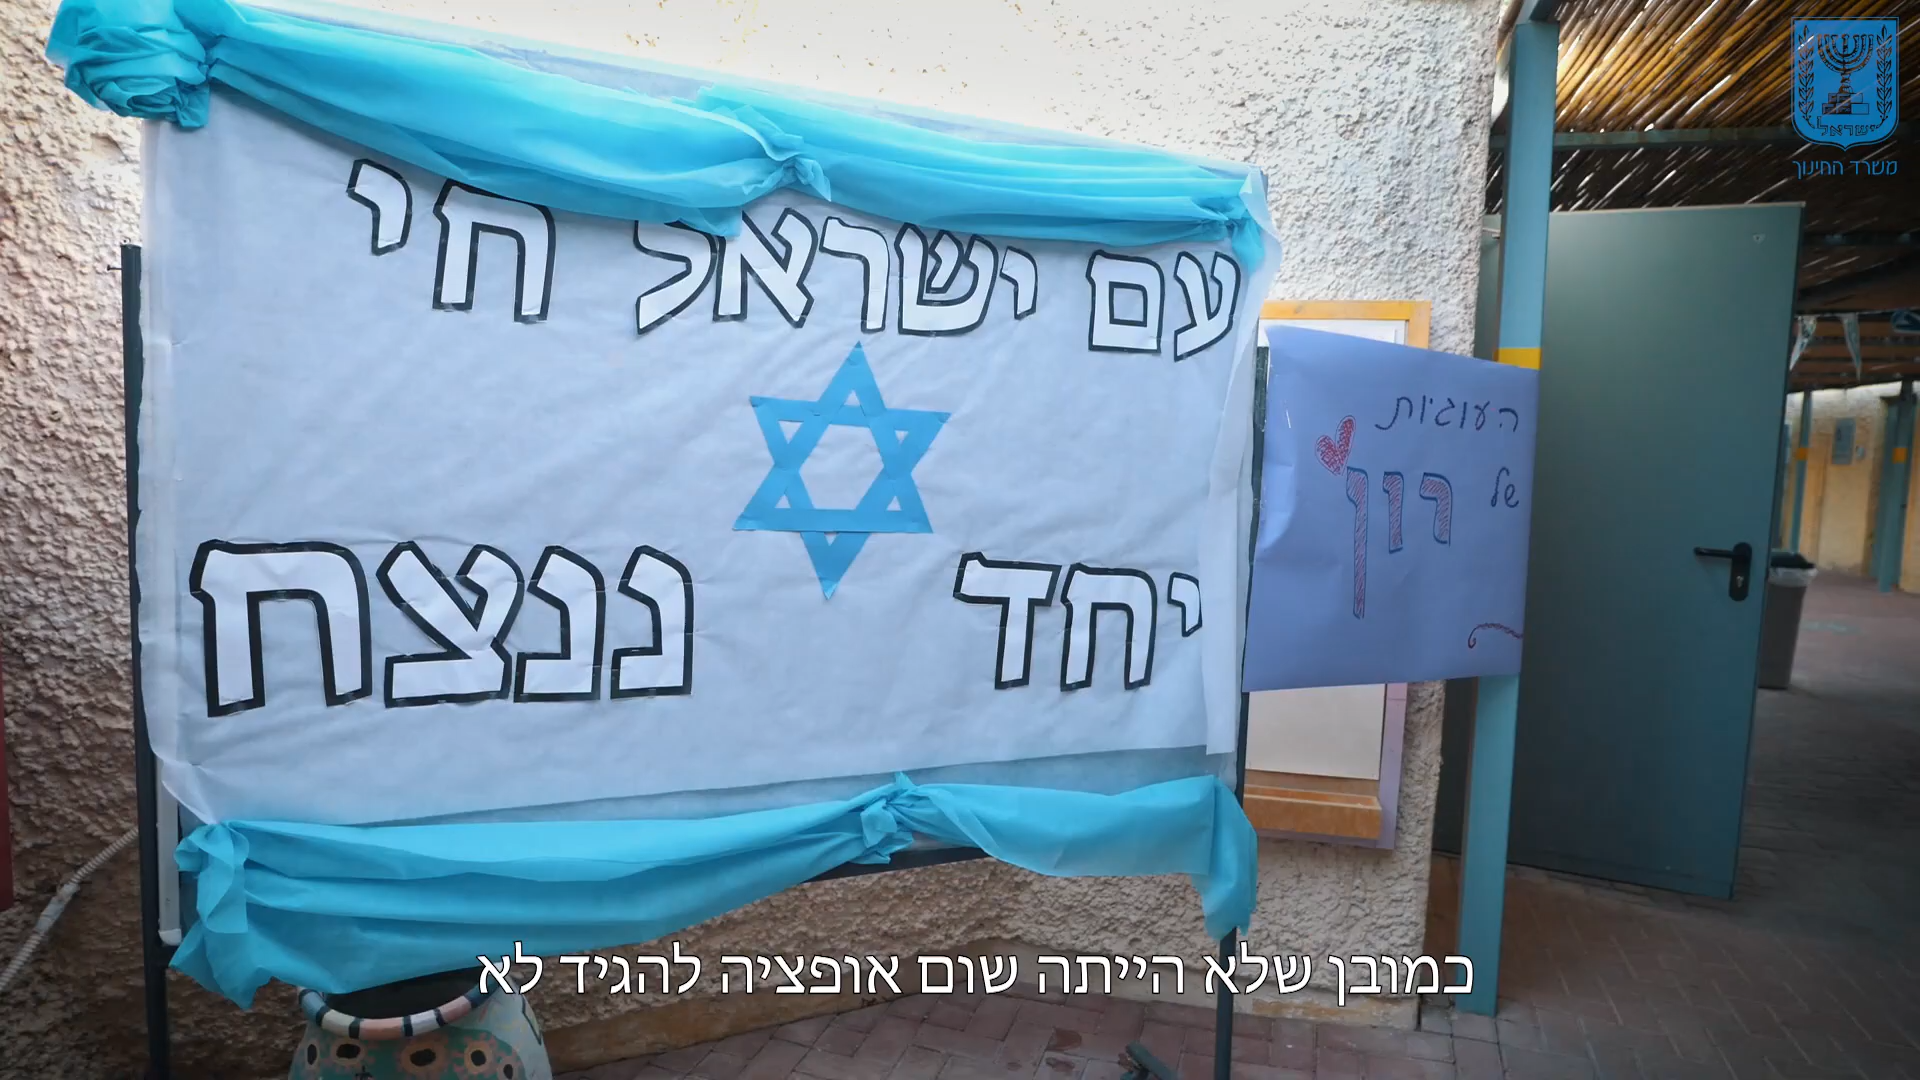 עם ישראל חי
יחד ננצח
העוגיות
של רון
ישראל
משרד החינוך
כמובן שלא הייתה שום אופציה להגיד לא